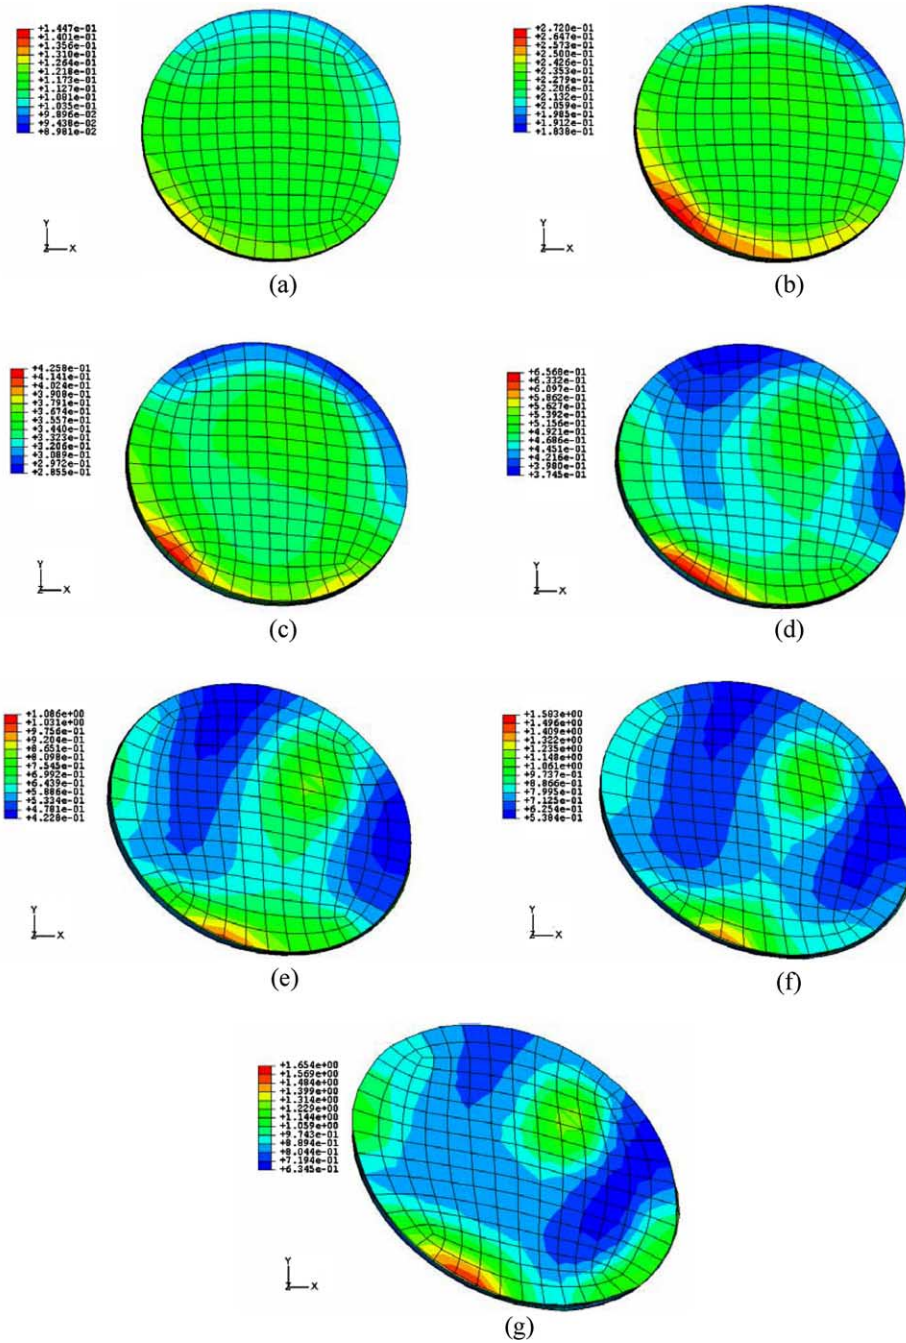 +1.447e-01
+1.401e-01
+1.356e-01
+1.310e-01
+1.264e-01
+1.218e-01
+1.173e-01
+1.127e-01
+1.081e-01
+1.035e-01
+9.896e-02
+9.438e-02
+8.981e-02
Y
Z X
(a)
+2.720e-01
+2.647e-01
+2.573e-01
+2.500e-01
+2.426e-01
+2.353e-01
+2.279e-01
+2.206e-01
+2.132e-01
+2.059e-01
+1.985e-01
+1.912e-01
+1.838e-01
Y
Z X
(b)
+4.258e-01
+4.141e-01
+4.024e-01
+3.908e-01
+3.791e-01
+3.674e-01
+3.557e-01
+3.440e-01
+3.323e-01
+3.206e-01
+3.089e-01
+2.972e-01
+2.855e-01
Y
Z X
(c)
+6.568e-01
+6.332e-01
+6.097e-01
+5.862e-01
+5.627e-01
+5.392e-01
+5.156e-01
+4.921e-01
+4.686e-01
+4.451e-01
+4.216e-01
+3.980e-01
+3.745e-01
Y
Z X
(d)
+1.086e+00
+1.031e+00
+9.756e-01
+9.204e-01
+8.651e-01
+8.098e-01
+7.545e-01
+6.992e-01
+6.439e-01
+5.886e-01
+5.334e-01
+4.781e-01
+4.228e-01
Y
Z X
(e)
+1.583e+00
+1.496e+00
+1.409e+00
+1.322e+00
+1.235e+00
+1.148e+00
+1.061e+00
+9.737e-01
+8.866e-01
+7.995e-01
+7.125e-01
+6.254e-01
+5.384e-01
Y
Z X
(f)
+1.654e+00
+1.569e+00
+1.484e+00
+1.399e+00
+1.314e+00
+1.229e+00
+1.144e+00
+1.059e+00
+9.743e-01
+8.894e-01
+8.044e-01
+7.194e-01
+6.345e-01
Y
Z X
(g)